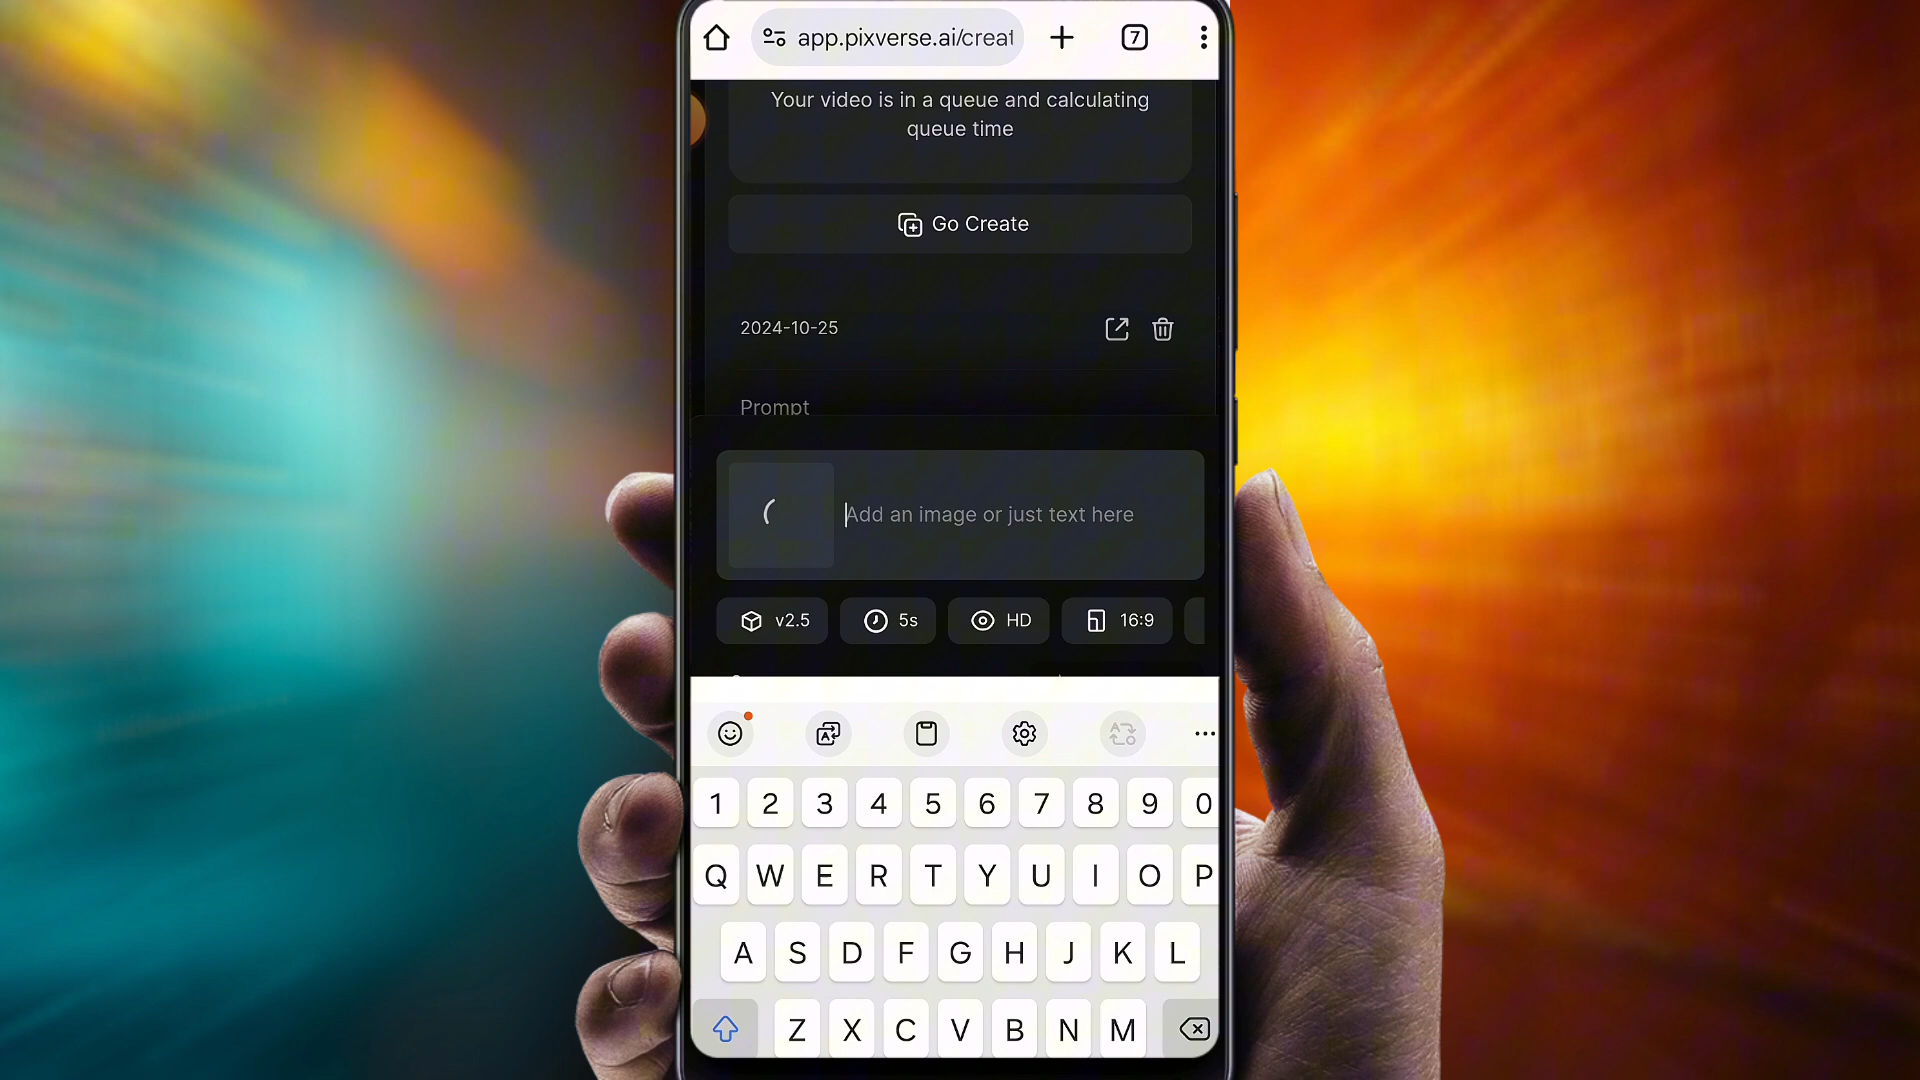 app.pixverse.ai/creat
7
Your video is in a queue and calculating
queue time
Go Create
2024-10-25
Prompt
Add an image or just text here
v2.5
5s
HD
16:9
1 2 3 4 5 6 7 8 9 0
Q W E R T Y U I O P
A S D F G H J K L
Z X C V B N M